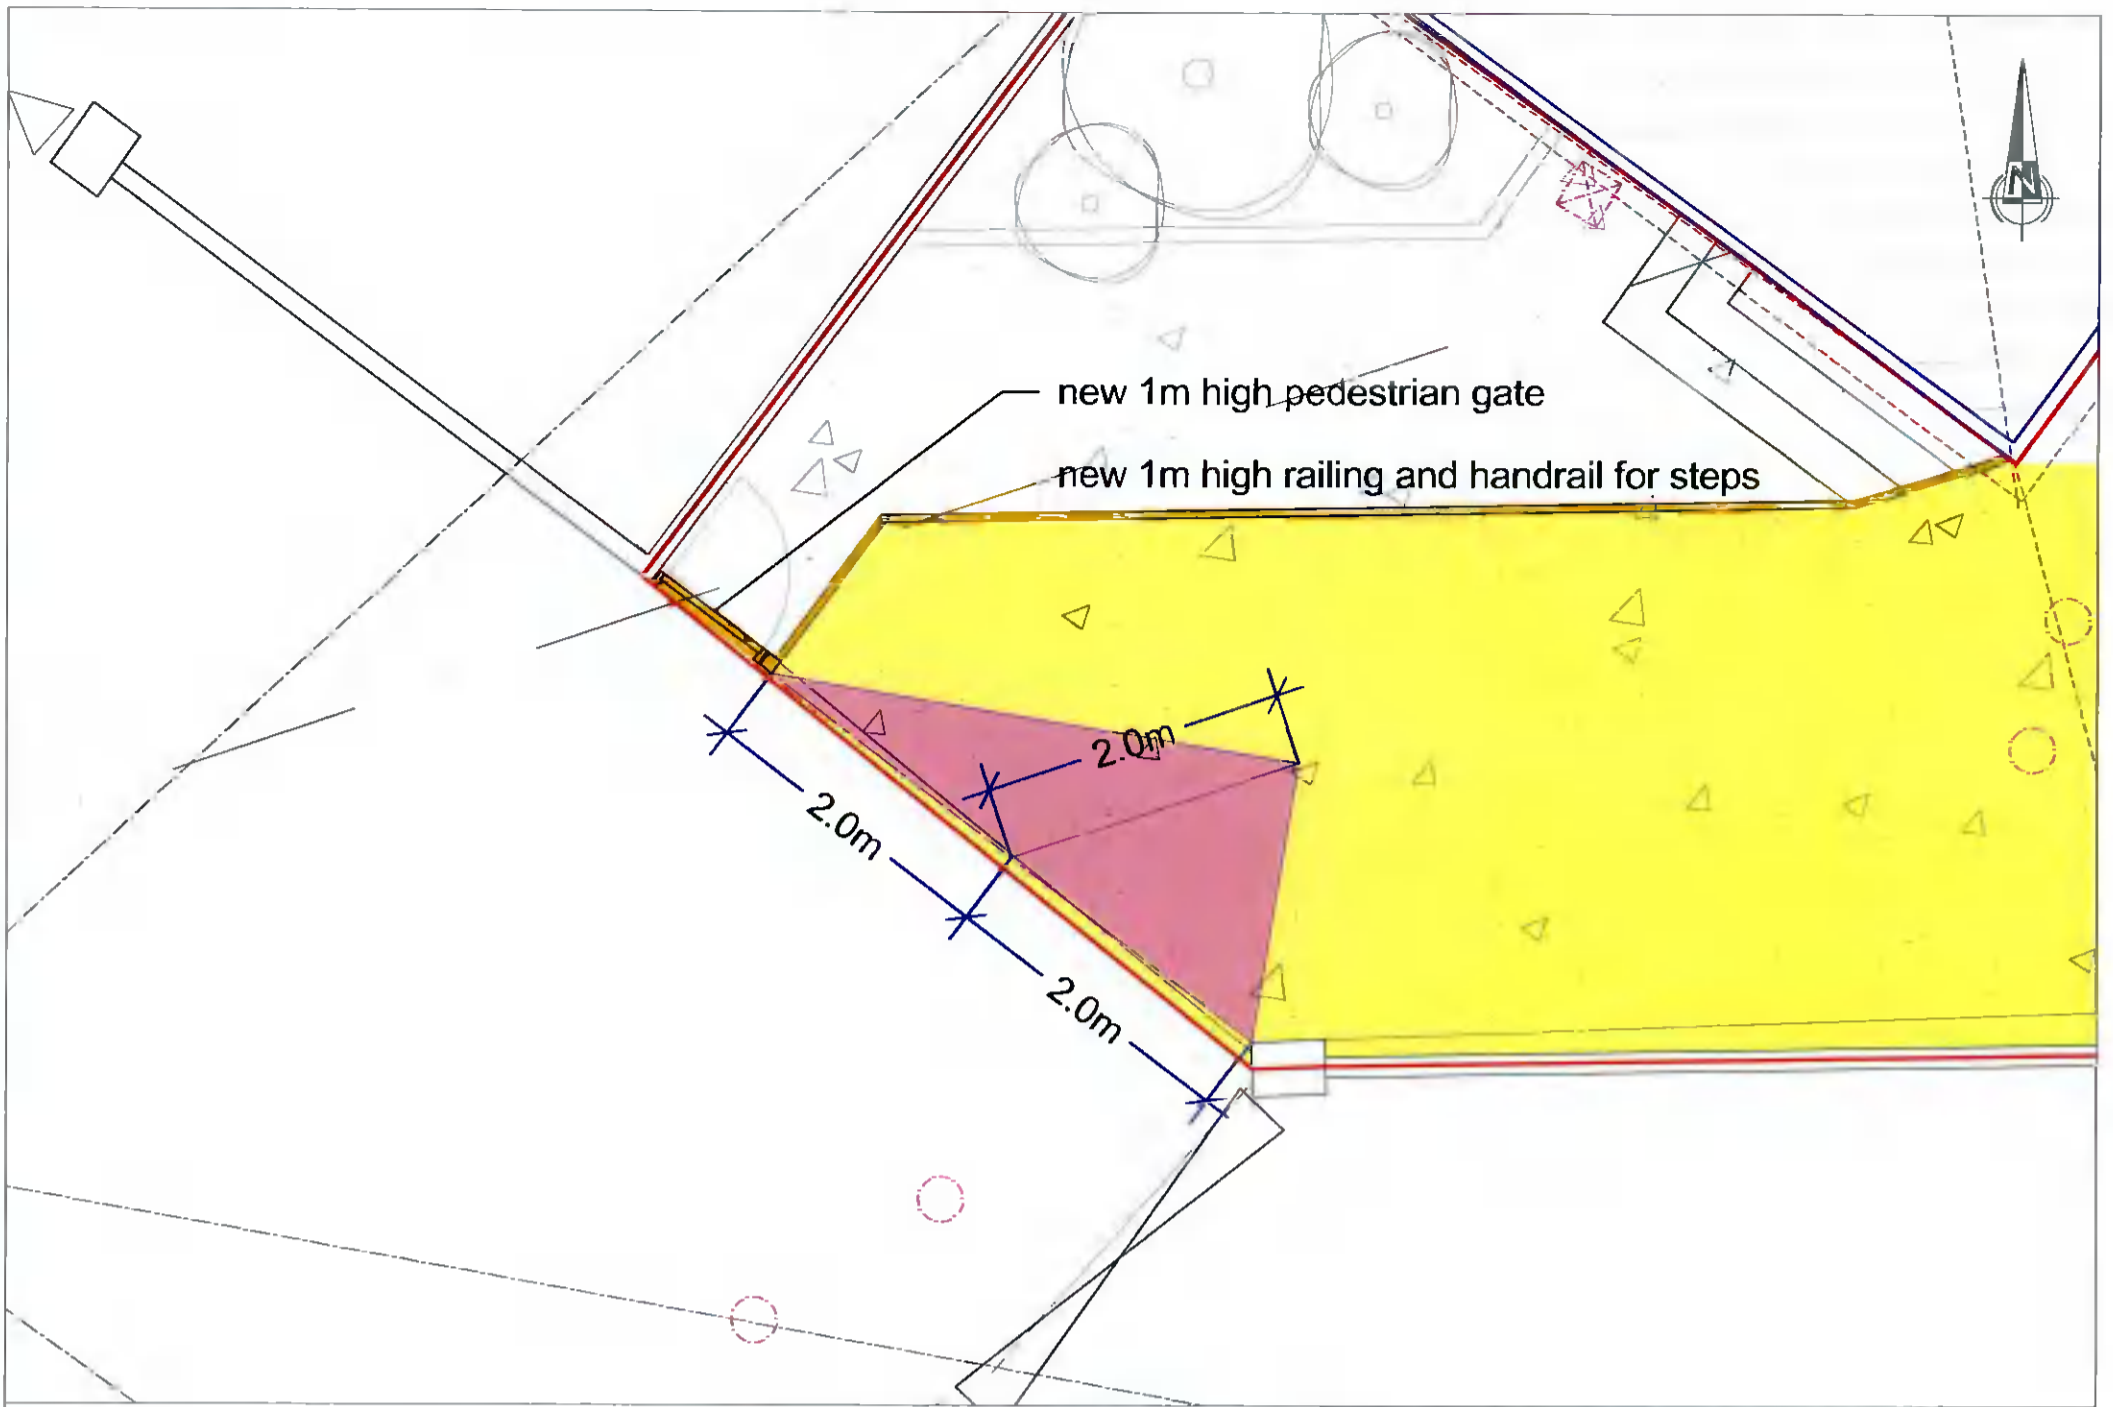 N
new 1m high pedestrian gate
new 1m high railing and handrail for steps
2.0m
2.0m
2.0m